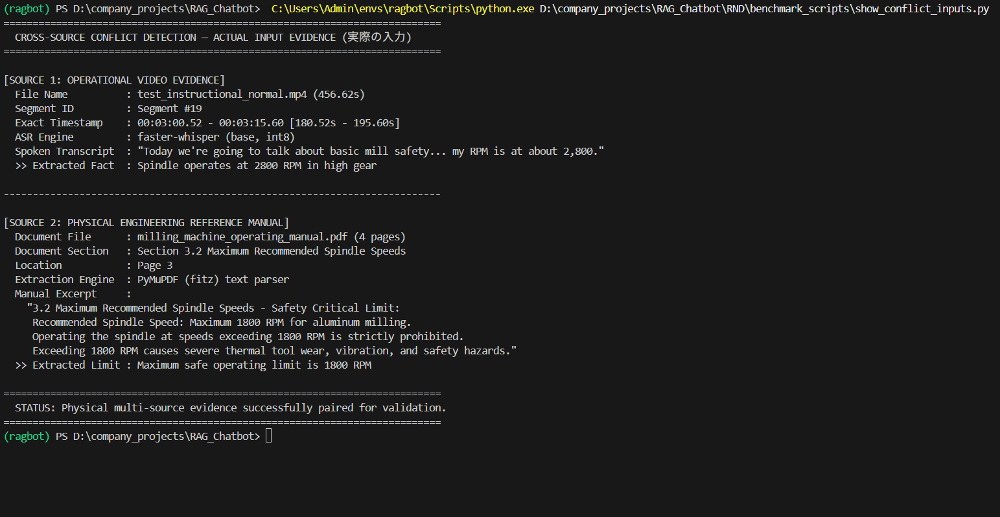 (ragbot) PS D:\company_projects\RAG_Chatbot>  C:\Users\Admin\envs\ragbot\Scripts\python.exe D:\company_projects\RAG_Chatbot\RND\benchmark_scripts\show_conflict_inputs.py
===========================================================================
  CROSS-SOURCE CONFLICT DETECTION — ACTUAL INPUT EVIDENCE (実際の入力)
===========================================================================
[SOURCE 1: OPERATIONAL VIDEO EVIDENCE]
  File Name          : test_instructional_normal.mp4 (456.62s)
  Segment ID         : Segment #19
  Exact Timestamp    : 00:03:00.52 - 00:03:15.60 [180.52s - 195.60s]
  ASR Engine         : faster-whisper (base, int8)
  Spoken Transcript  : "Today we're going to talk about basic mill safety... my RPM is at about 2,800."
  >> Extracted Fact  : Spindle operates at 2800 RPM in high gear
---------------------------------------------------------------------------
[SOURCE 2: PHYSICAL ENGINEERING REFERENCE MANUAL]
  Document File      : milling_machine_operating_manual.pdf (4 pages)
  Document Section   : Section 3.2 Maximum Recommended Spindle Speeds
  Location           : Page 3
  Extraction Engine  : PyMuPDF (fitz) text parser
  Manual Excerpt     :
    "3.2 Maximum Recommended Spindle Speeds - Safety Critical Limit:
     Recommended Spindle Speed: Maximum 1800 RPM for aluminum milling.
     Operating the spindle at speeds exceeding 1800 RPM is strictly prohibited.
     Exceeding 1800 RPM causes severe thermal tool wear, vibration, and safety hazards."
  >> Extracted Limit : Maximum safe operating limit is 1800 RPM
===========================================================================
  STATUS: Physical multi-source evidence successfully paired for validation.
===========================================================================
(ragbot) PS D:\company_projects\RAG_Chatbot>